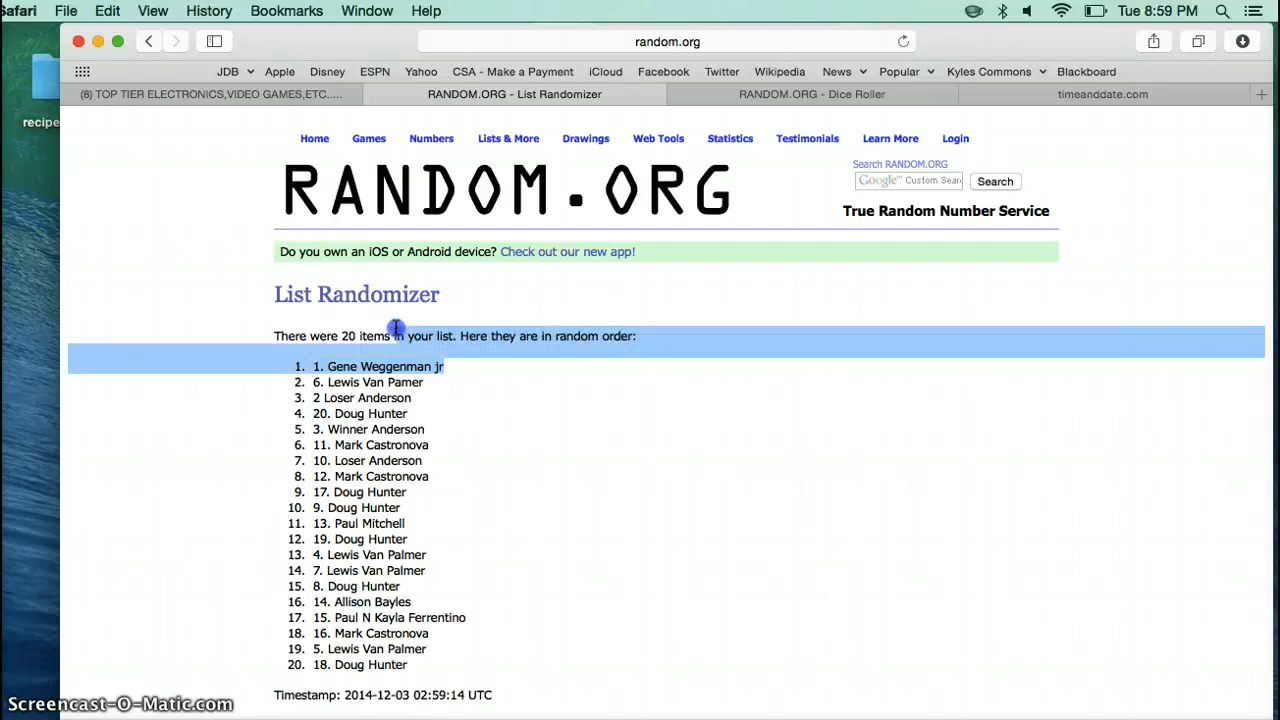 Safari File Edit View History Bookmarks Window Help Tue 8:59 PM
random.org
JDB Apple Disney ESPN Yahoo CSA - Make a Payment iCloud Facebook Twitter Wikipedia News Popular Kyles Commons Blackboard
(8) TOP TIER ELECTRONICS,VIDEO GAMES,ETC..... RANDOM.ORG - List Randomizer RANDOM.ORG - Dice Roller timeanddate.com
recipe
Home Games Numbers Lists & More Drawings Web Tools Statistics Testimonials Learn More Login
RANDOM.ORG
Search RANDOM.ORG
Google™ Custom Sear Search
True Random Number Service
Do you own an iOS or Android device? Check out our new app!
List Randomizer
There were 20 items in your list. Here they are in random order:
1. 1. Gene Weggenman jr
2. 6. Lewis Van Pamer
3. 2 Loser Anderson
4. 20. Doug Hunter
5. 3. Winner Anderson
6. 11. Mark Castronova
7. 10. Loser Anderson
8. 12. Mark Castronova
9. 17. Doug Hunter
10. 9. Doug Hunter
11. 13. Paul Mitchell
12. 19. Doug Hunter
13. 4. Lewis Van Palmer
14. 7. Lewis Van Palmer
15. 8. Doug Hunter
16. 14. Allison Bayles
17. 15. Paul N Kayla Ferrentino
18. 16. Mark Castronova
19. 5. Lewis Van Palmer
20. 18. Doug Hunter
Timestamp: 2014-12-03 02:59:14 UTC
Screencast-O-Matic.com